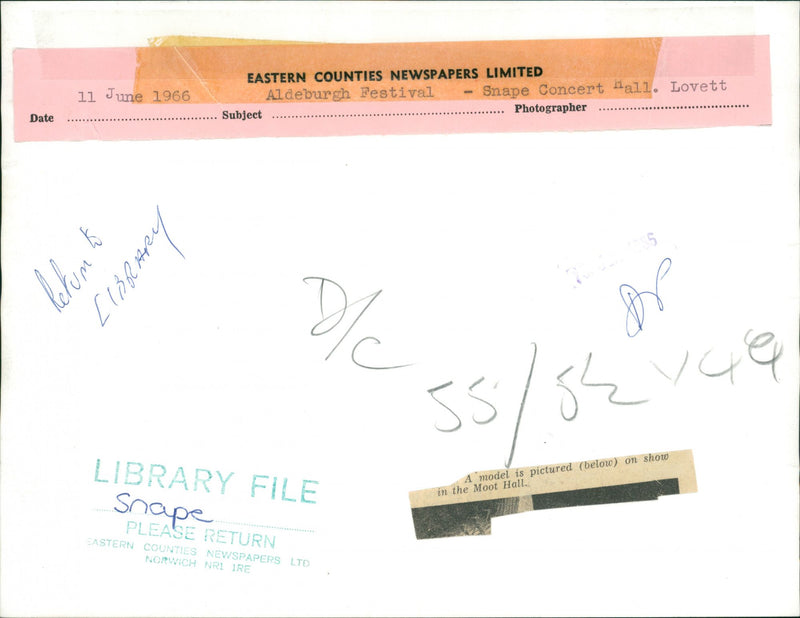 EASTERN COUNTIES NEWSPAPERS LIMITED
11 June 1966 Aldeburgh Festival - Snape Concert Hall. Lovett
Date Subject Photographer
Return to
LIBRARY
D/C
55/
LIBRARY FILE
Snape
PLEASE RETURN
EASTERN COUNTIES NEWSPAPERS LTD
NORWICH NR1 1RE
A model is pictured (below) on show
in the Moot Hall.